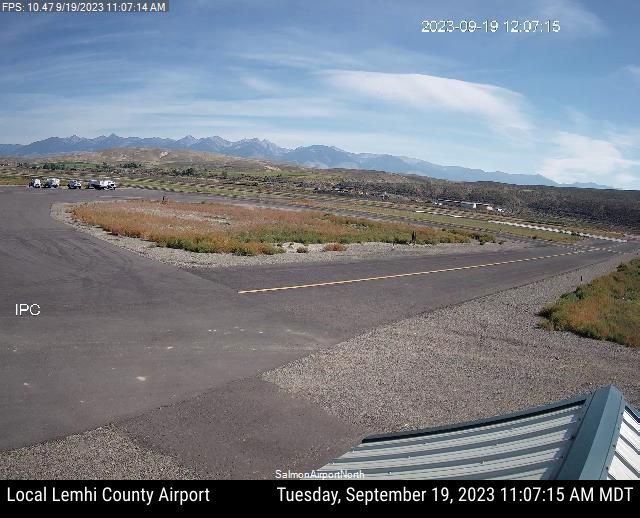 FPS: 10.47 9/19/2023 11:07:14 AM
2023-09-19 12:07:15
IPC
SalmonAirportNorth
Local Lemhi County Airport Tuesday, September 19, 2023 11:07:15 AM MDT